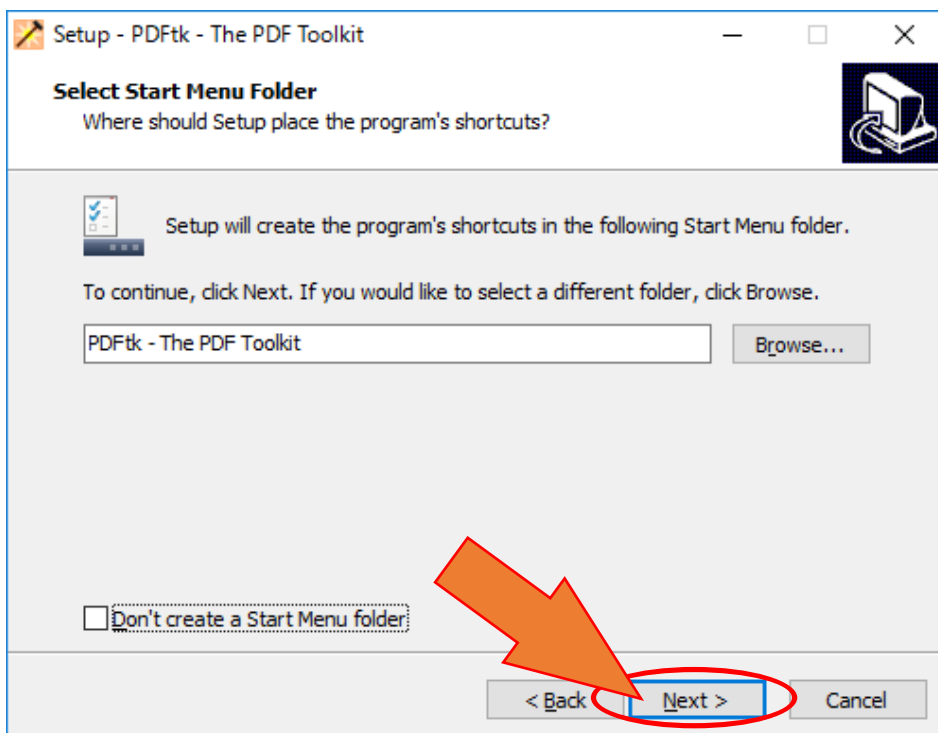 Setup - PDFtk - The PDF Toolkit
Select Start Menu Folder
Where should Setup place the program's shortcuts?
Setup will create the program's shortcuts in the following Start Menu folder.
To continue, click Next. If you would like to select a different folder, click Browse.
PDFtk - The PDF Toolkit
Browse...
Don't create a Start Menu folder
< Back
Next >
Cancel